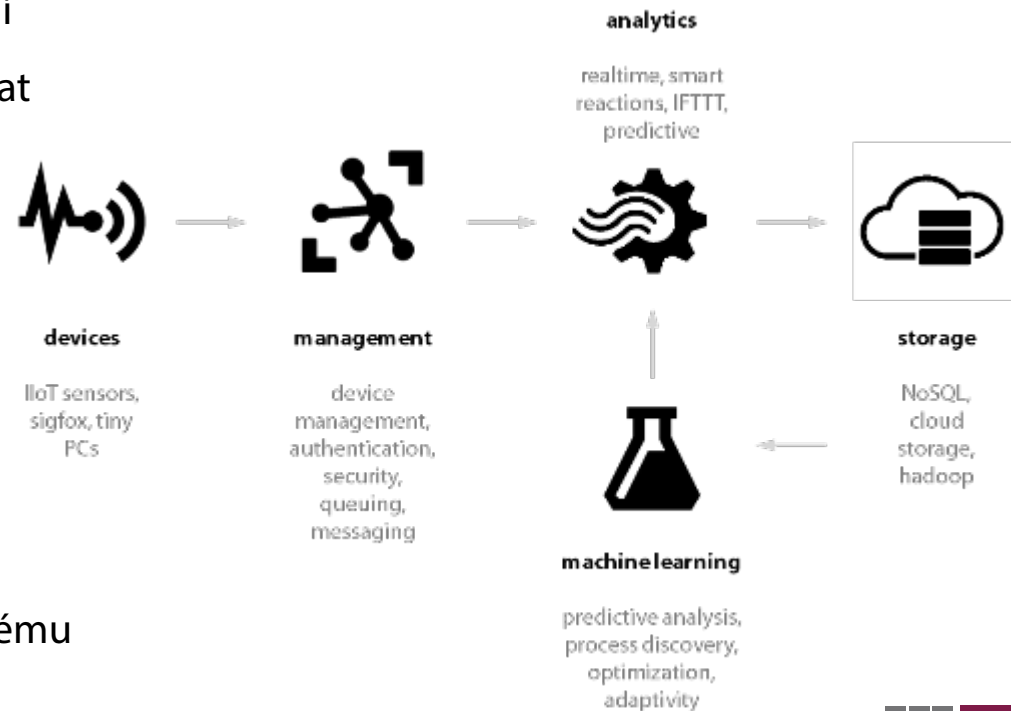 í
at
ému
analytics
realtime, smart
reactions, IFTTT,
predictive
devices
IIoT sensors,
sigfox, tiny
PCs
management
device
management,
authentication,
security,
queuing,
messaging
storage
NoSQL,
cloud
storage,
hadoop
machine learning
predictive analysis,
process discovery,
optimization,
adaptivity